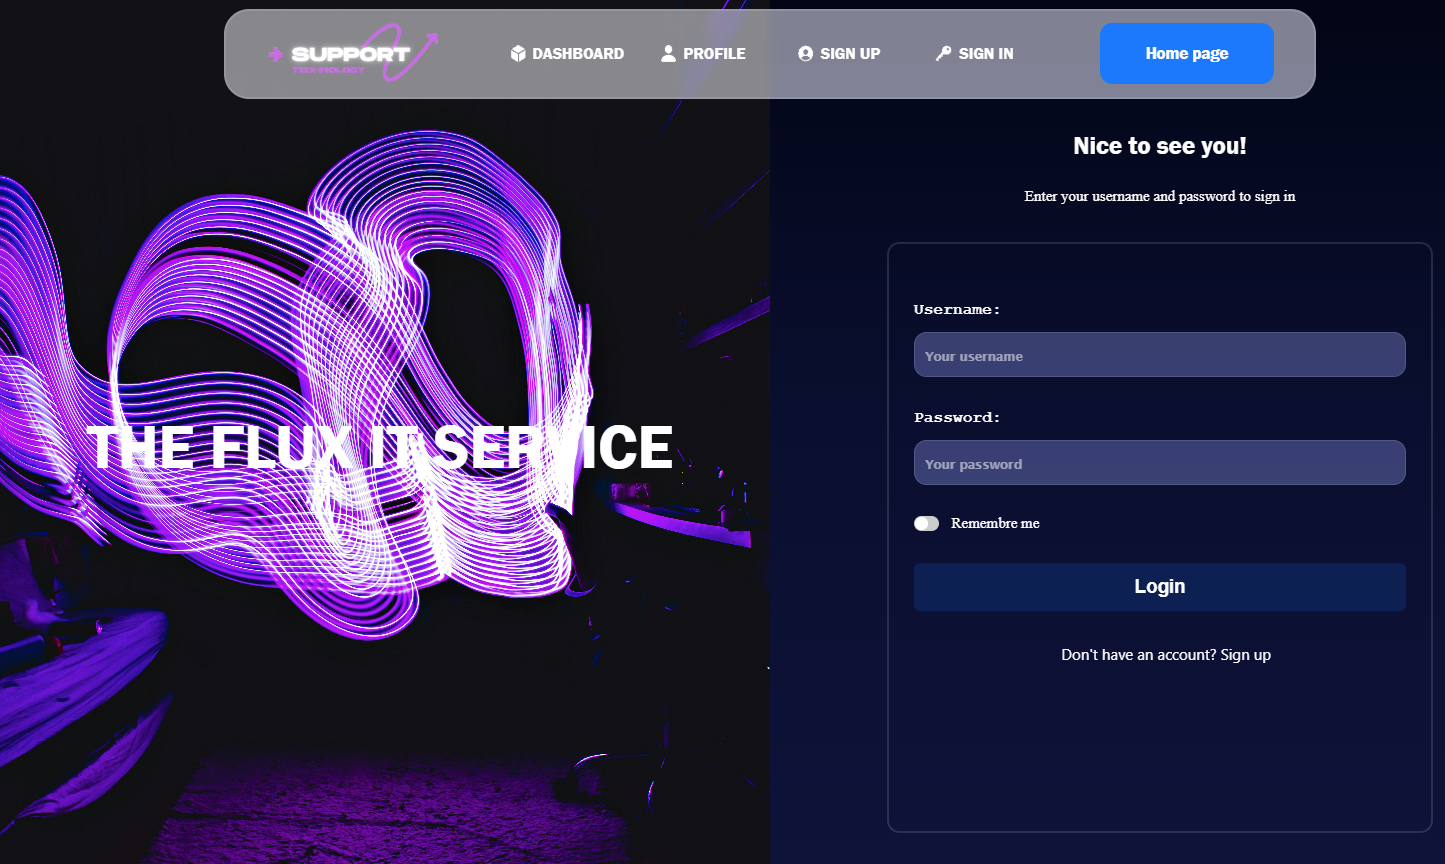 SUPPORT
TECHNOLOGY
DASHBOARD
PROFILE
SIGN UP
SIGN IN
Home page
Nice to see you!
Enter your username and password to sign in
Username:
Your username
Password:
Your password
Remembre me
Login
Don't have an account? Sign up
THE FLUX IT SERVICE